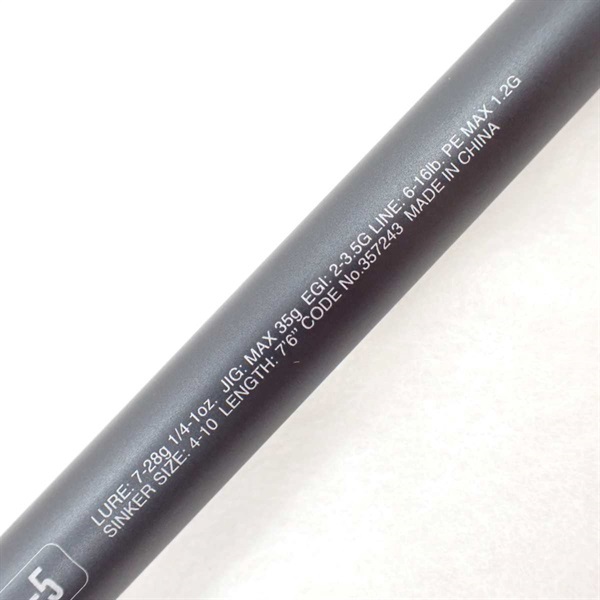 LURE: 7-28g 1/4-1oz. JIG: MAX 35g EGI: 2-3.5G LINE: 6-16lb. PE MAX 1.2G
SINKER SIZE: 4-10 LENGTH: 7'6" CODE No.357243 MADE IN CHINA
-5